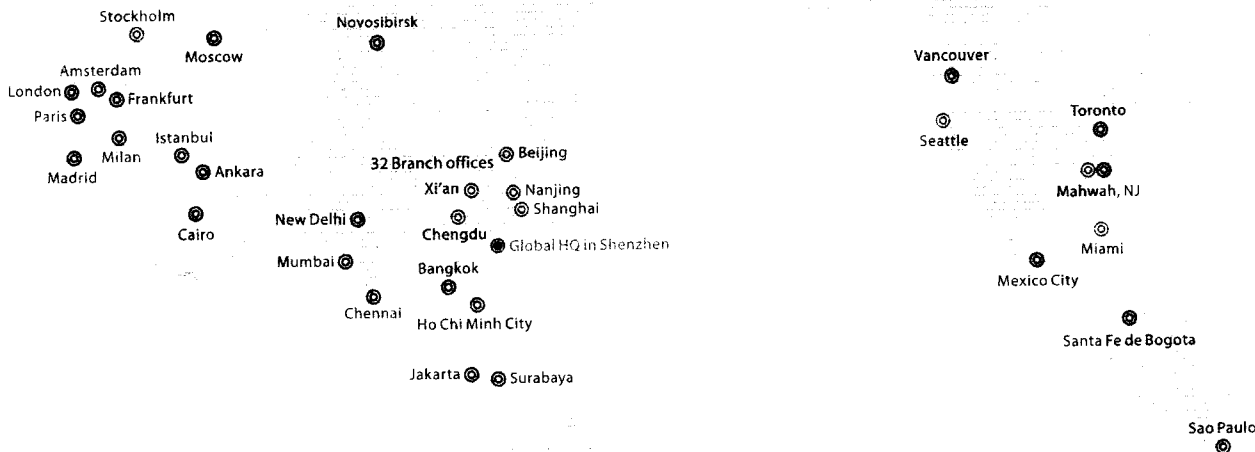 Stockholm
Novosibirsk
Moscow
Vancouver
Amsterdam
London
Frankfurt
Paris
Toronto
Istanbul
Seattle
Milan
Beijing
32 Branch offices
Madrid
Ankara
Xi'an
Nanjing
Mahwah, NJ
Shanghai
New Delhi
Cairo
Chengdu
Global HQ in Shenzhen
Miami
Mumbai
Bangkok
Mexico City
Chennai
Ho Chi Minh City
Santa Fe de Bogota
Jakarta
Surabaya
Sao Paulo